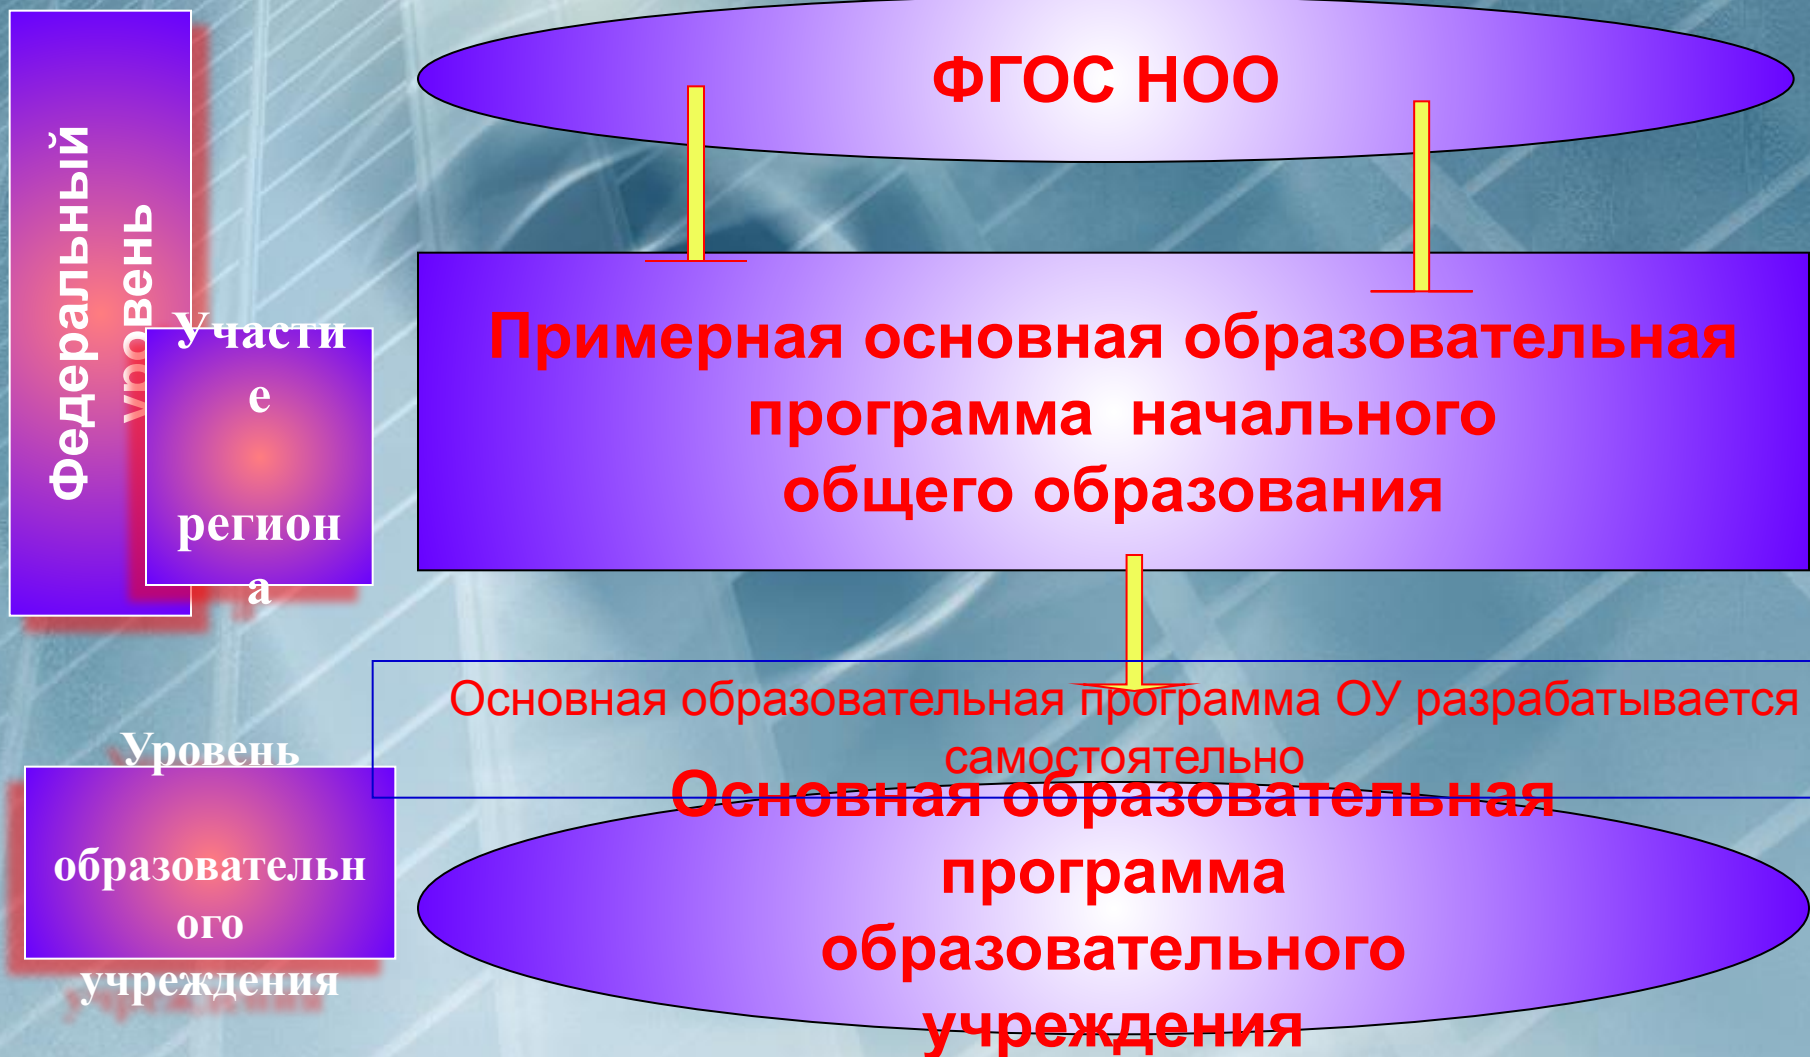 ФГОС НОО
Федеральный
уровень
Участи
е
регион
а
Примерная основная образовательная
программа начального
общего образования
Основная образовательная программа ОУ разрабатывается
самостоятельно
Уровень
образовательн
ого
учреждения
Основная образовательная
программа
образовательного
учреждения